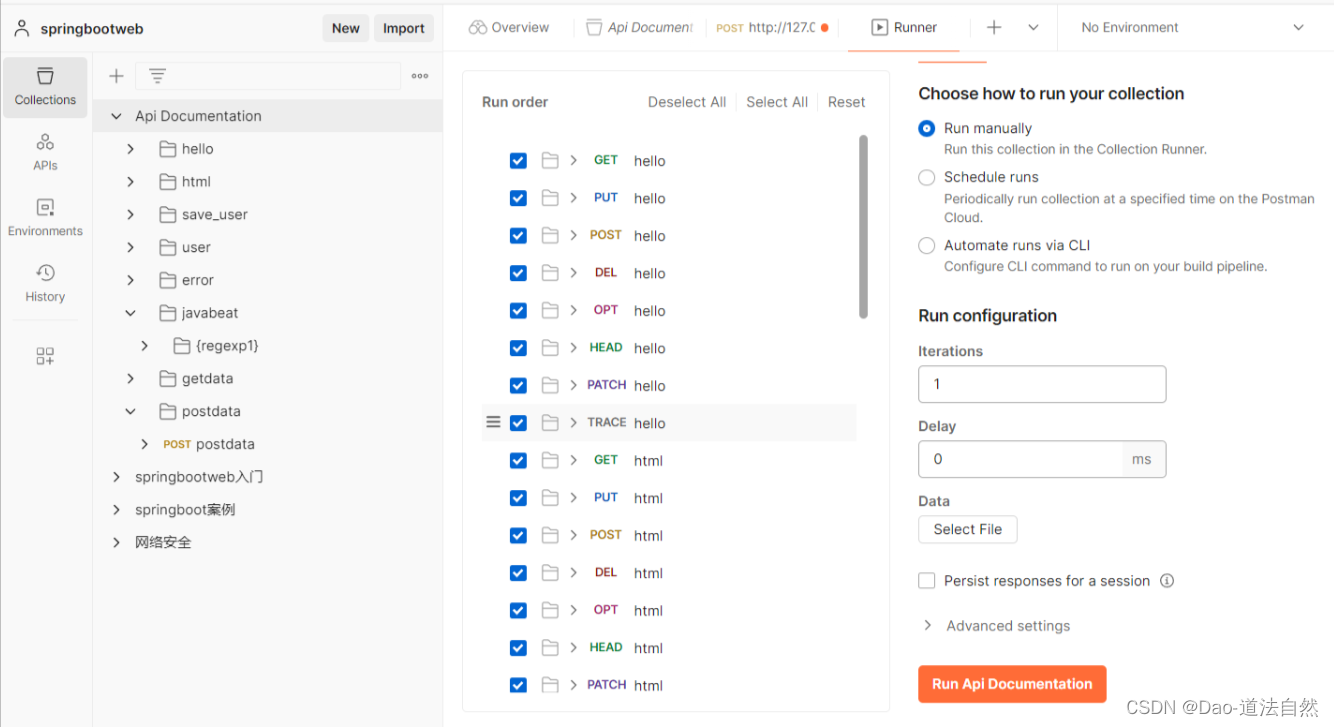 springbootweb
New
Import
Overview
Api Document
POST http://127.0
Runner
No Environment
Collections
APIs
Environments
History
Api Documentation
hello
html
save_user
user
error
javabeat
{regexp1}
getdata
postdata
POST postdata
springbootweb入门
springboot案例
网络安全
Run order
Deselect All
Select All
Reset
GET hello
PUT hello
POST hello
DEL hello
OPT hello
HEAD hello
PATCH hello
TRACE hello
GET html
PUT html
POST html
DEL html
OPT html
HEAD html
PATCH html
Choose how to run your collection
Run manually
Run this collection in the Collection Runner.
Schedule runs
Periodically run collection at a specified time on the Postman
Cloud.
Automate runs via CLI
Configure CLI command to run on your build pipeline.
Run configuration
Iterations
1
Delay
0 ms
Data
Select File
Persist responses for a session
Advanced settings
Run Api Documentation
CSDN @Dao-道法自然